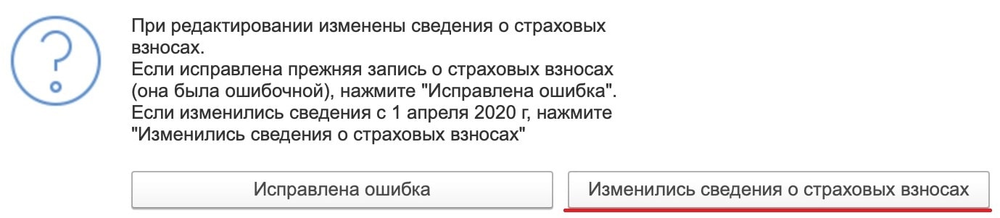 При редактировании изменены сведения о страховых
взносах.
Если исправлена прежняя запись о страховых взносах
(она была ошибочной), нажмите "Исправлена ошибка".
Если изменились сведения с 1 апреля 2020 г, нажмите
"Изменились сведения о страховых взносах"
Исправлена ошибка
Изменились сведения о страховых взносах